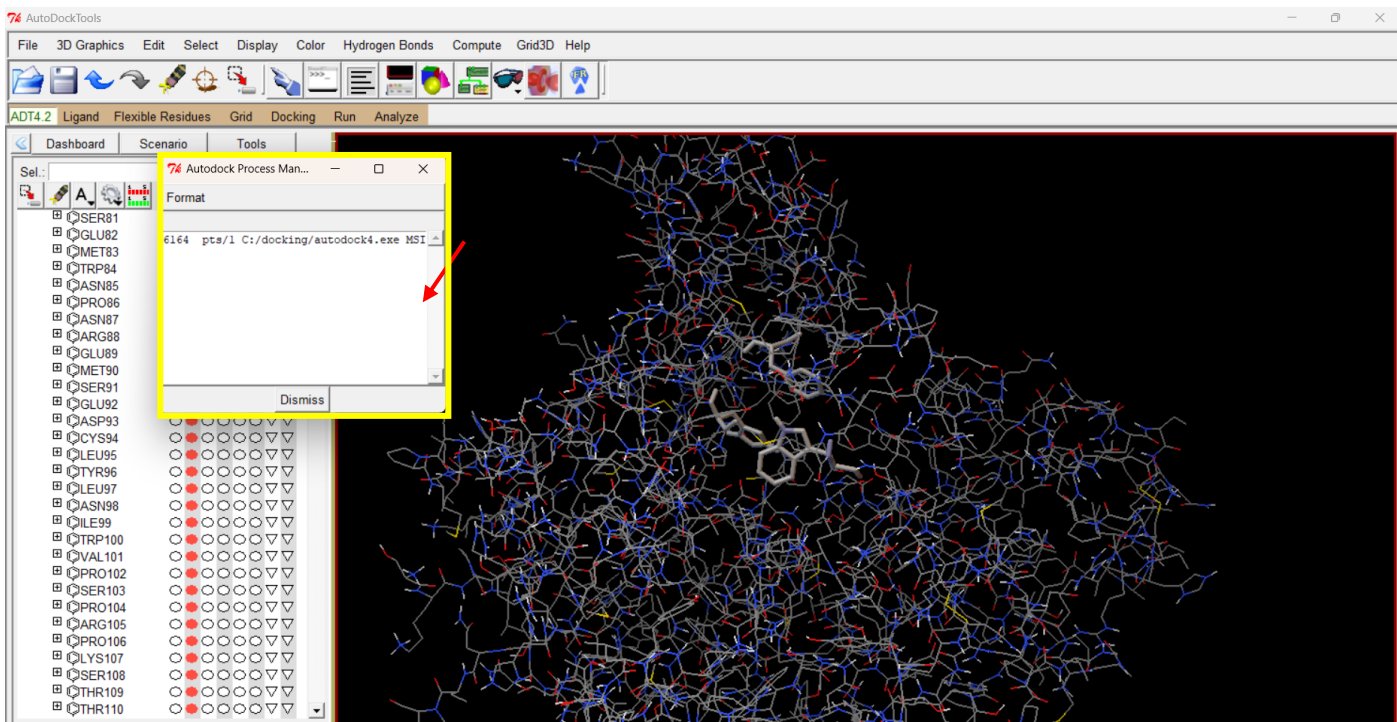 AutoDockTools
File 3D Graphics Edit Select Display Color Hydrogen Bonds Compute Grid3D Help
ADT4.2 Ligand Flexible Residues Grid Docking Run Analyze
Dashboard Scenario Tools
Sel.:
A
SER81
GLU82
MET83
TRP84
ASN85
PRO86
ASN87
ARG88
GLU89
MET90
SER91
GLU92
ASP93
CYS94
LEU95
TYR96
LEU97
ASN98
ILE99
TRP100
VAL101
PRO102
SER103
PRO104
ARG105
PRO106
LYS107
SER108
THR109
THR110
Autodock Process Man...
Format
6164 pts/1 C:/docking/autodock4.exe MSI
Dismiss